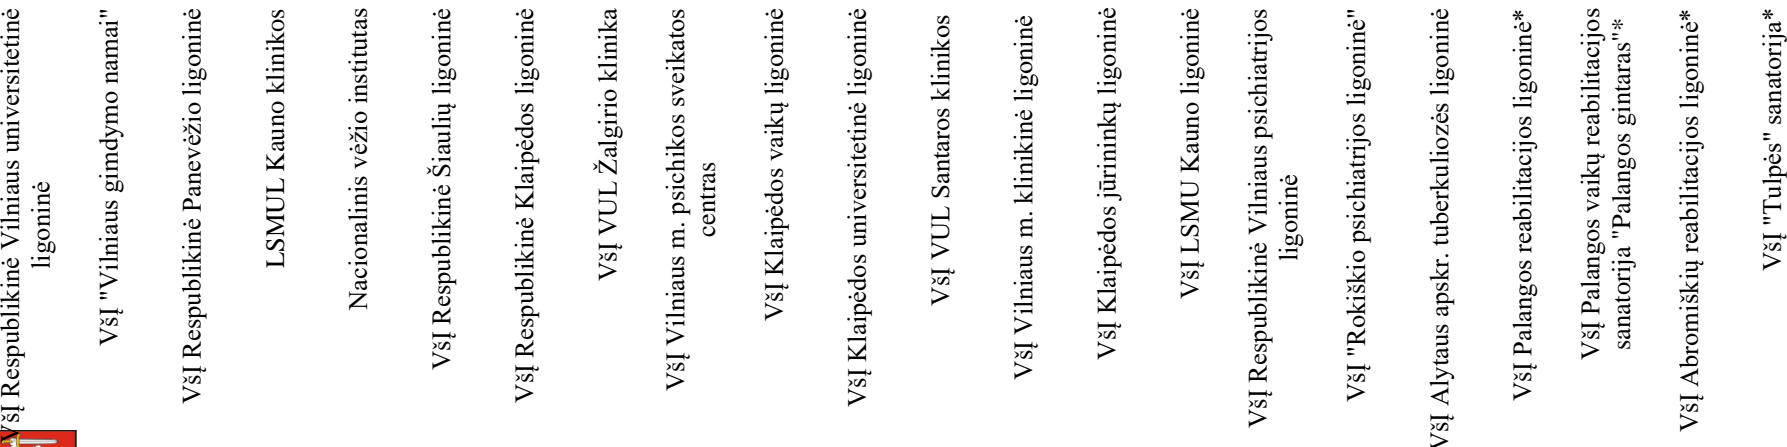 VšĮ Respublikinė Vilniaus universitetinė
ligoninė
VšĮ "Vilniaus gimdymo namai"
VšĮ Respublikinė Panevėžio ligoninė
LSMUL Kauno klinikos
Nacionalinis vėžio institutas
VšĮ Respublikinė Šiaulių ligoninė
VšĮ Respublikinė Klaipėdos ligoninė
VšĮ VUL Žalgirio klinika
VšĮ Vilniaus m. psichikos sveikatos
centras
VšĮ Klaipėdos vaikų ligoninė
VšĮ Klaipėdos universitetinė ligoninė
VšĮ VUL Santaros klinikos
VšĮ Vilniaus m. klinikinė ligoninė
VšĮ Klaipėdos jūrininkų ligoninė
VšĮ LSMU Kauno ligoninė
VšĮ Respublikinė Vilniaus psichiatrijos
ligoninė
VšĮ "Rokiškio psichiatrijos ligoninė"
VšĮ Alytaus apskr. tuberkuliozės ligoninė
VšĮ Palangos reabilitacijos ligoninė*
VšĮ Palangos vaikų reabilitacijos
sanatorija "Palangos gintaras"*
VšĮ Abromiškių reabilitacijos ligoninė*
VšĮ "Tulpės" sanatorija*